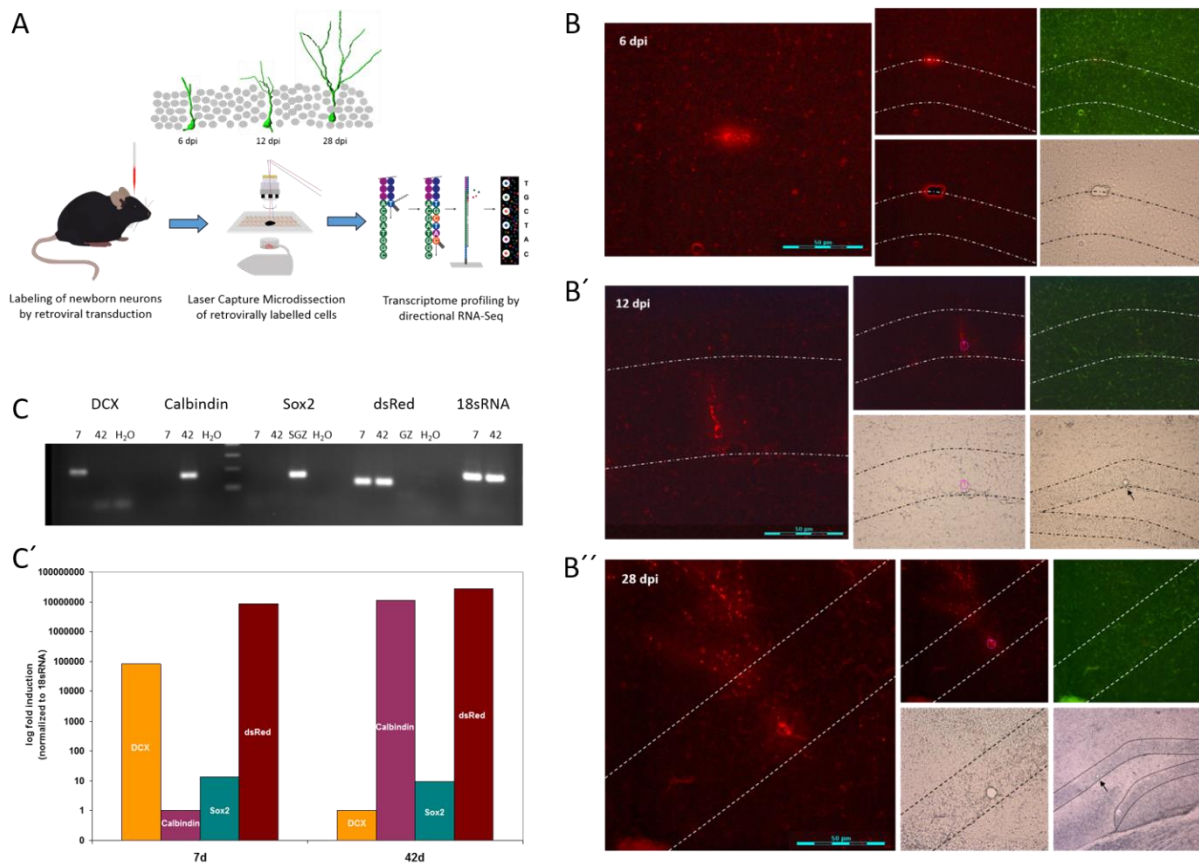 A
6 dpi
12 dpi
28 dpi
T
G
C
T
A
C
Labeling of newborn neurons
by retroviral transduction
Laser Capture Microdissection
of retrovirally labelled cells
Transcriptome profiling by
directional RNA-Seq
B
6 dpi
50 µm
B´
12 dpi
50 µm
B´´
28 dpi
50 µm
C
DCX Calbindin Sox2 dsRed 18sRNA
7 42 H₂O 7 42 H₂O 7 42 SGZ H₂O 7 42 GZ H₂O 7 42
C´
log fold induction
(normalized to 18sRNA)
100000000
10000000
1000000
100000
10000
1000
100
10
1
0
DCX
Calbindin
Sox2
dsRed
DCX
Calbindin
Sox2
dsRed
7d
42d